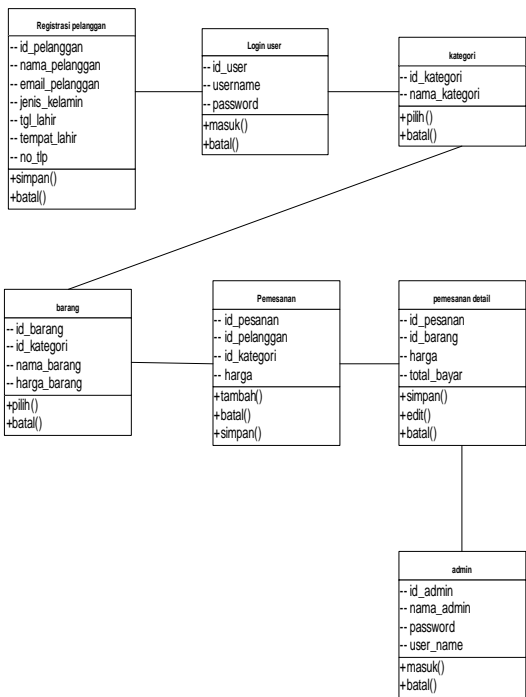 Registrasi pelanggan
-- id_pelanggan
-- nama_pelanggan
-- email_pelanggan
-- jenis_kelamin
-- tgl_lahir
-- tempat_lahir
-- no_tlp
+simpan()
+batal()
Login user
-- id_user
-- username
-- password
+masuk()
+batal()
kategori
-- id_kategori
-- nama_kategori
+pilih()
+batal()
barang
-- id_barang
-- id_kategori
-- nama_barang
-- harga_barang
+pilih()
+batal()
Pemesanan
-- id_pesanan
-- id_pelanggan
-- id_kategori
-- harga
+tambah()
+batal()
+simpan()
pemesanan detail
-- id_pesanan
-- id_barang
-- harga
-- total_bayar
+simpan()
+edit()
+batal()
admin
-- id_admin
-- nama_admin
-- password
-- user_name
+masuk()
+batal()